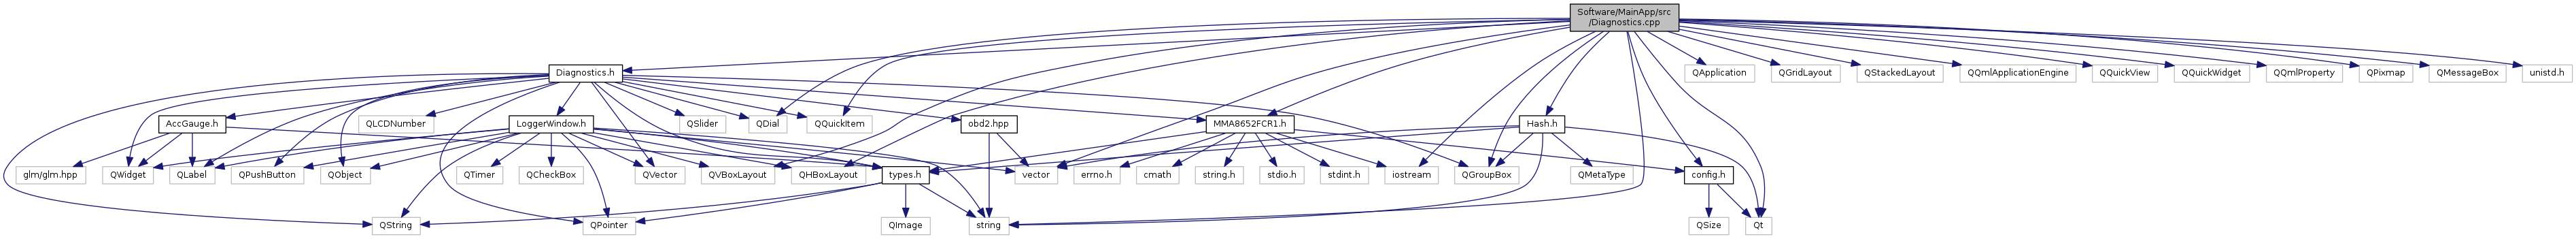 Software/MainApp/src
/Diagnostics.cpp
Diagnostics.h
QApplication
QGridLayout
QStackedLayout
QQmlApplicationEngine
QQuickView
QQuickWidget
QQmlProperty
QPixmap
QMessageBox
unistd.h
AccGauge.h
QLCDNumber
LoggerWindow.h
QSlider
QDial
QQuickItem
obd2.hpp
MMA8652FCR1.h
Hash.h
glm/glm.hpp
QWidget
QLabel
QPushButton
QObject
QTimer
QCheckBox
QVector
QVBoxLayout
QHBoxLayout
types.h
vector
errno.h
cmath
string.h
stdio.h
stdint.h
iostream
QGroupBox
QMetaType
config.h
QString
QPointer
QImage
string
QSize
Qt